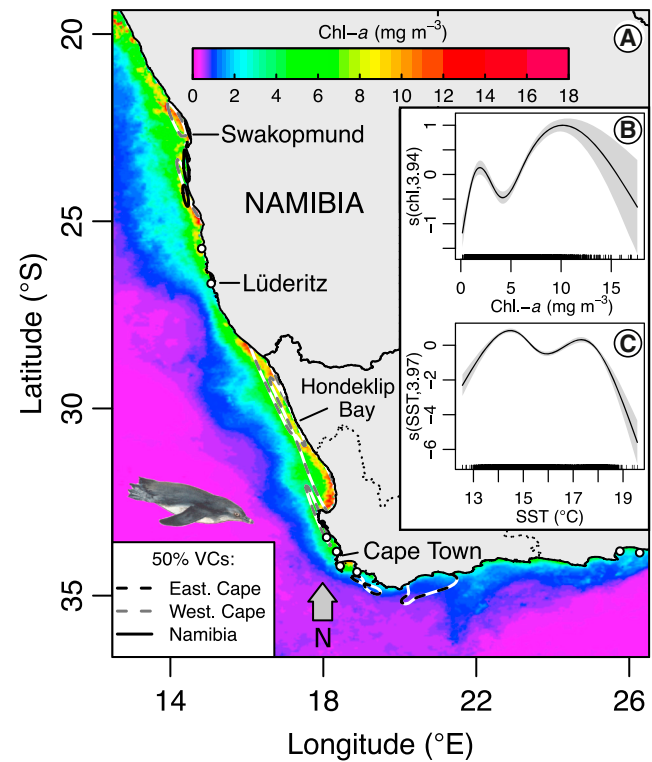 Chl−a (mg m−3)
A
0 2 4 6 8 10 12 14 16 18
20
25
30
35
Latitude (°S)
Swakopmund
NAMIBIA
Lüderitz
Hondeklip
Bay
Cape Town
N
50% VCs:
East. Cape
West. Cape
Namibia
14 18 22 26
Longitude (°E)
B
s(chl,3.94)
1
0
−1
0 5 10 15
Chl.−a (mg m−3)
C
s(SST,3.97)
0
−2
−4
−6
13 15 17 19
SST (°C)